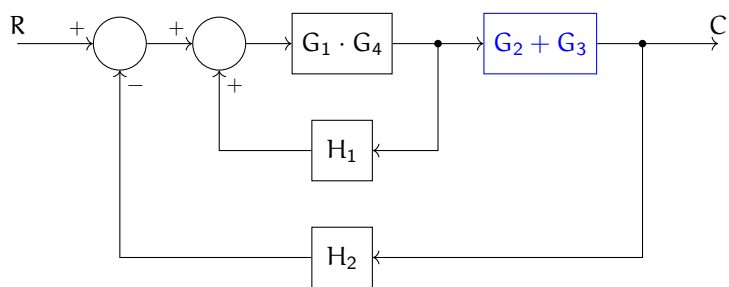 R + + G₁ · G₄ G₂ + G₃ C
− +
H₁
H₂